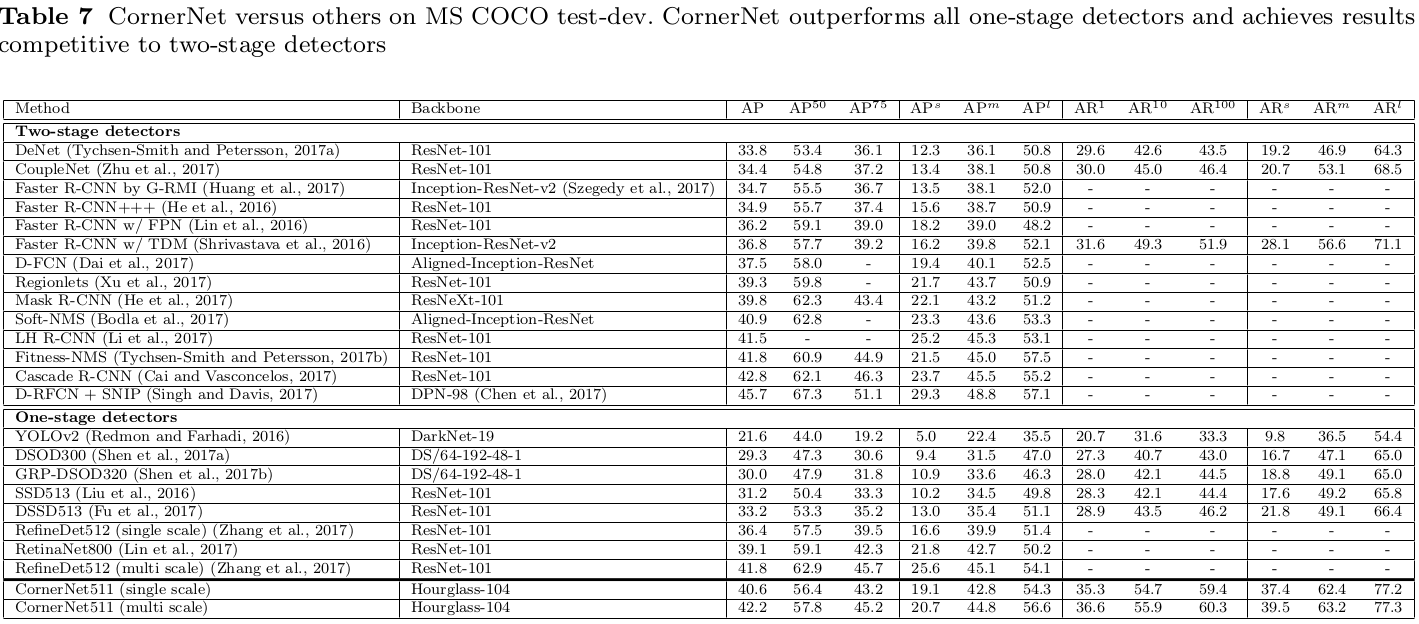 Table 7 CornerNet versus others on MS COCO test-dev. CornerNet outperforms all one-stage detectors and achieves results
competitive to two-stage detectors
Method Backbone AP AP50 AP75 APs APm APl AR1 AR10 AR100 ARs ARm ARl
Two-stage detectors
DeNet (Tychsen-Smith and Petersson, 2017a) ResNet-101 33.8 53.4 36.1 12.3 36.1 50.8 29.6 42.6 43.5 19.2 46.9 64.3
CoupleNet (Zhu et al., 2017) ResNet-101 34.4 54.8 37.2 13.4 38.1 50.8 30.0 45.0 46.4 20.7 53.1 68.5
Faster R-CNN by G-RMI (Huang et al., 2017) Inception-ResNet-v2 (Szegedy et al., 2017) 34.7 55.5 36.7 13.5 38.1 52.0 - - - - - -
Faster R-CNN+++ (He et al., 2016) ResNet-101 34.9 55.7 37.4 15.6 38.7 50.9 - - - - - -
Faster R-CNN w/ FPN (Lin et al., 2016) ResNet-101 36.2 59.1 39.0 18.2 39.0 48.2 - - - - - -
Faster R-CNN w/ TDM (Shrivastava et al., 2016) Inception-ResNet-v2 36.8 57.7 39.2 16.2 39.8 52.1 31.6 49.3 51.9 28.1 56.6 71.1
D-FCN (Dai et al., 2017) Aligned-Inception-ResNet 37.5 58.0 - 19.4 40.1 52.5 - - - - - -
Regionlets (Xu et al., 2017) ResNet-101 39.3 59.8 - 21.7 43.7 50.9 - - - - - -
Mask R-CNN (He et al., 2017) ResNeXt-101 39.8 62.3 43.4 22.1 43.2 51.2 - - - - - -
Soft-NMS (Bodla et al., 2017) Aligned-Inception-ResNet 40.9 62.8 - 23.3 43.6 53.3 - - - - - -
LH R-CNN (Li et al., 2017) ResNet-101 41.5 - - 25.2 45.3 53.1 - - - - - -
Fitness-NMS (Tychsen-Smith and Petersson, 2017b) ResNet-101 41.8 60.9 44.9 21.5 45.0 57.5 - - - - - -
Cascade R-CNN (Cai and Vasconcelos, 2017) ResNet-101 42.8 62.1 46.3 23.7 45.5 55.2 - - - - - -
D-RFCN + SNIP (Singh and Davis, 2017) DPN-98 (Chen et al., 2017) 45.7 67.3 51.1 29.3 48.8 57.1 - - - - - -
One-stage detectors
YOLOv2 (Redmon and Farhadi, 2016) DarkNet-19 21.6 44.0 19.2 5.0 22.4 35.5 20.7 31.6 33.3 9.8 36.5 54.4
DSOD300 (Shen et al., 2017a) DS/64-192-48-1 29.3 47.3 30.6 9.4 31.5 47.0 27.3 40.7 43.0 16.7 47.1 65.0
GRP-DSOD320 (Shen et al., 2017b) DS/64-192-48-1 30.0 47.9 31.8 10.9 33.6 46.3 28.0 42.1 44.5 18.8 49.1 65.0
SSD513 (Liu et al., 2016) ResNet-101 31.2 50.4 33.3 10.2 34.5 49.8 28.3 42.1 44.4 17.6 49.2 65.8
DSSD513 (Fu et al., 2017) ResNet-101 33.2 53.3 35.2 13.0 35.4 51.1 28.9 43.5 46.2 21.8 49.1 66.4
RefineDet512 (single scale) (Zhang et al., 2017) ResNet-101 36.4 57.5 39.5 16.6 39.9 51.4 - - - - - -
RetinaNet800 (Lin et al., 2017) ResNet-101 39.1 59.1 42.3 21.8 42.7 50.2 - - - - - -
RefineDet512 (multi scale) (Zhang et al., 2017) ResNet-101 41.8 62.9 45.7 25.6 45.1 54.1 - - - - - -
CornerNet511 (single scale) Hourglass-104 40.6 56.4 43.2 19.1 42.8 54.3 35.3 54.7 59.4 37.4 62.4 77.2
CornerNet511 (multi scale) Hourglass-104 42.2 57.8 45.2 20.7 44.8 56.6 36.6 55.9 60.3 39.5 63.2 77.3